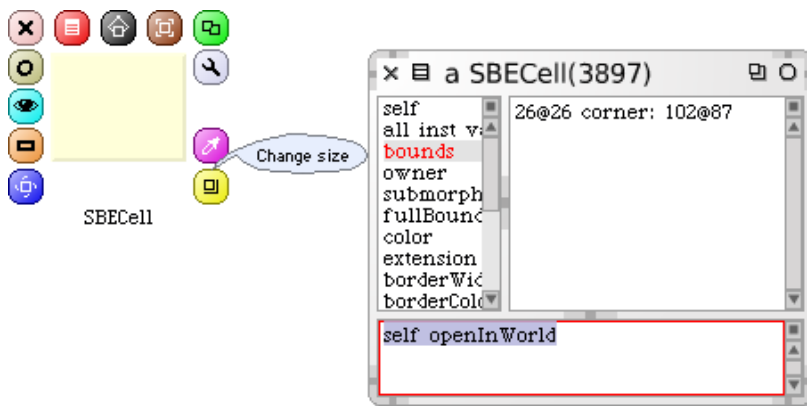 Change size
SBECell
a SBECell(3897)
self
all inst va
bounds
owner
submorph
fullBound
color
extension
borderWid
borderColo
26@26 corner: 102@87
self openInWorld